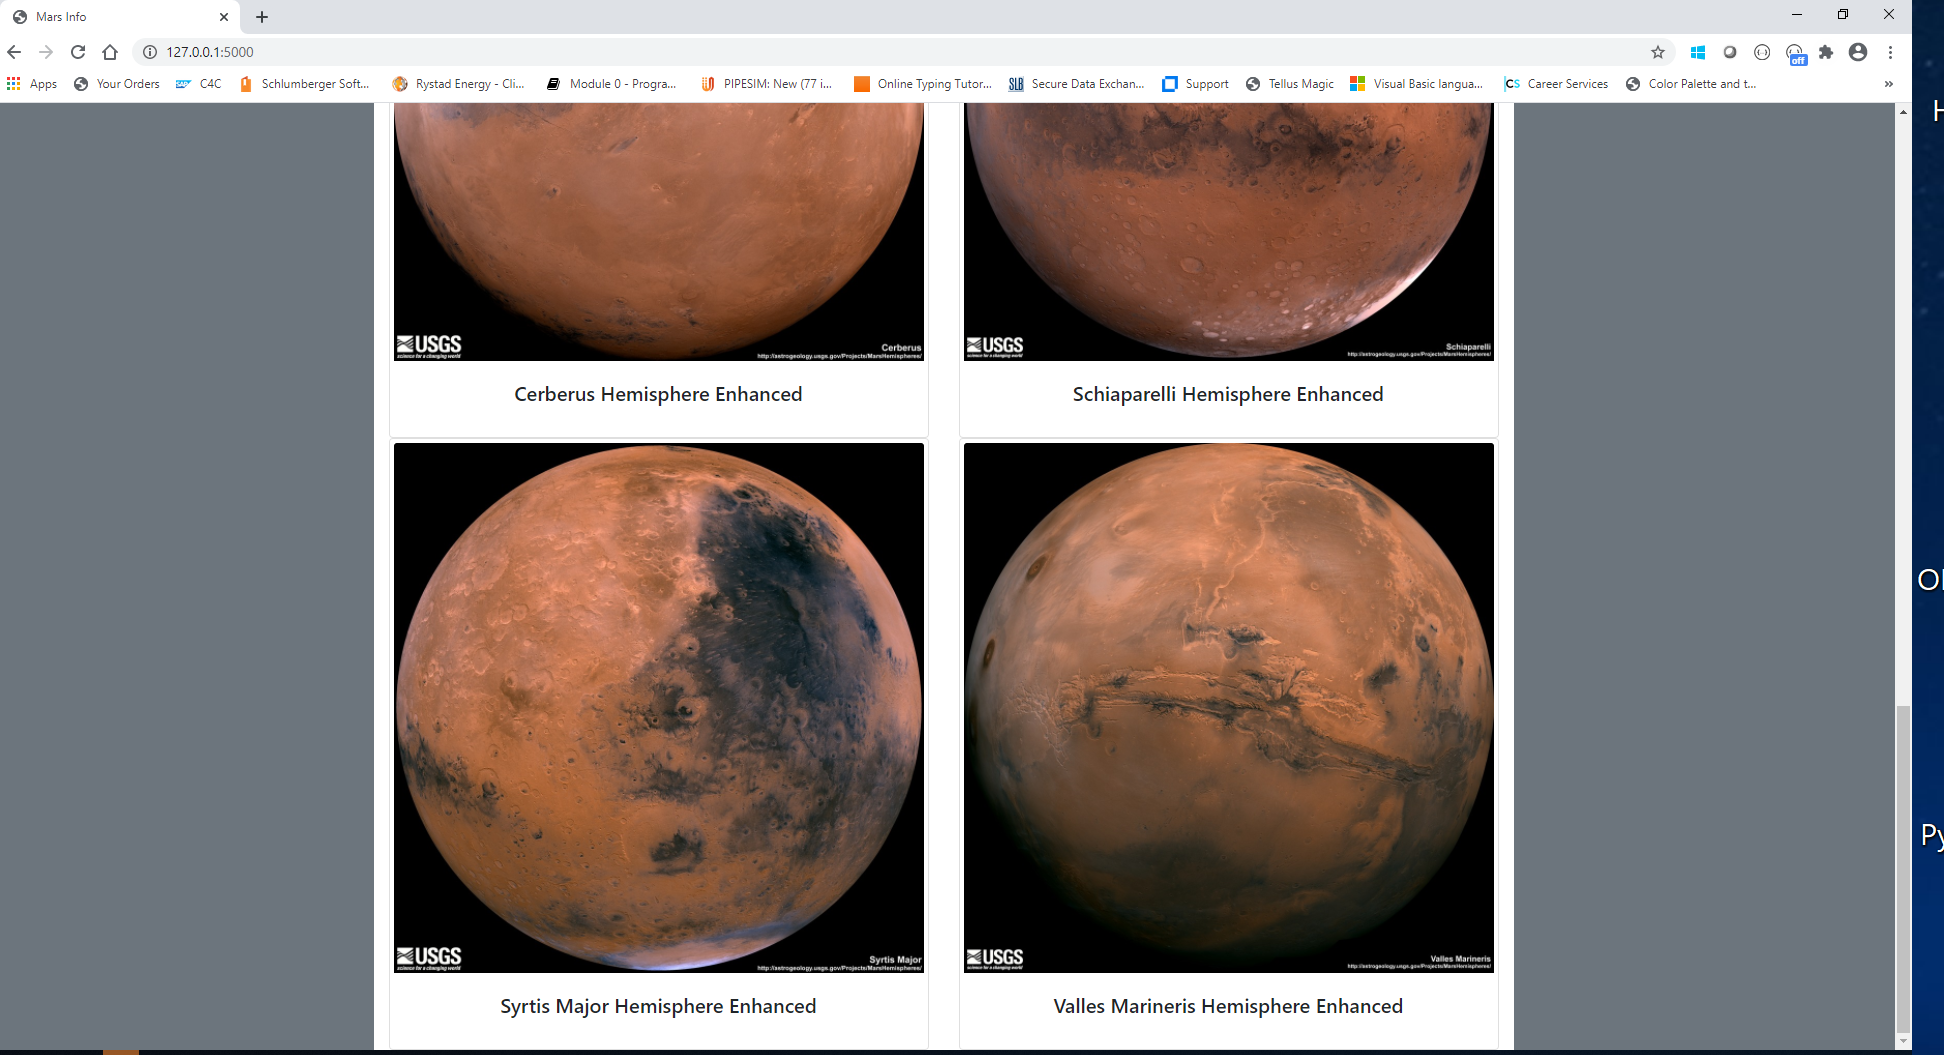 Mars Info
127.0.0.1:5000
off
Apps Your Orders C4C Schlumberger Soft... Rystad Energy - Cli... Module 0 - Progra... PIPESIM: New (77 i... Online Typing Tutor... SLB Secure Data Exchan... Support Tellus Magic Visual Basic langua... CS Career Services Color Palette and t... »
USGS
science for a changing world
Cerberus
http://astrogeology.usgs.gov/Projects/MarsHemispheres/
USGS
science for a changing world
Schiaparelli
http://astrogeology.usgs.gov/Projects/MarsHemispheres/
Cerberus Hemisphere Enhanced
Schiaparelli Hemisphere Enhanced
USGS
science for a changing world
Syrtis Major
http://astrogeology.usgs.gov/Projects/MarsHemispheres/
USGS
science for a changing world
Valles Marineris
http://astrogeology.usgs.gov/Projects/MarsHemispheres/
Syrtis Major Hemisphere Enhanced
Valles Marineris Hemisphere Enhanced
Py